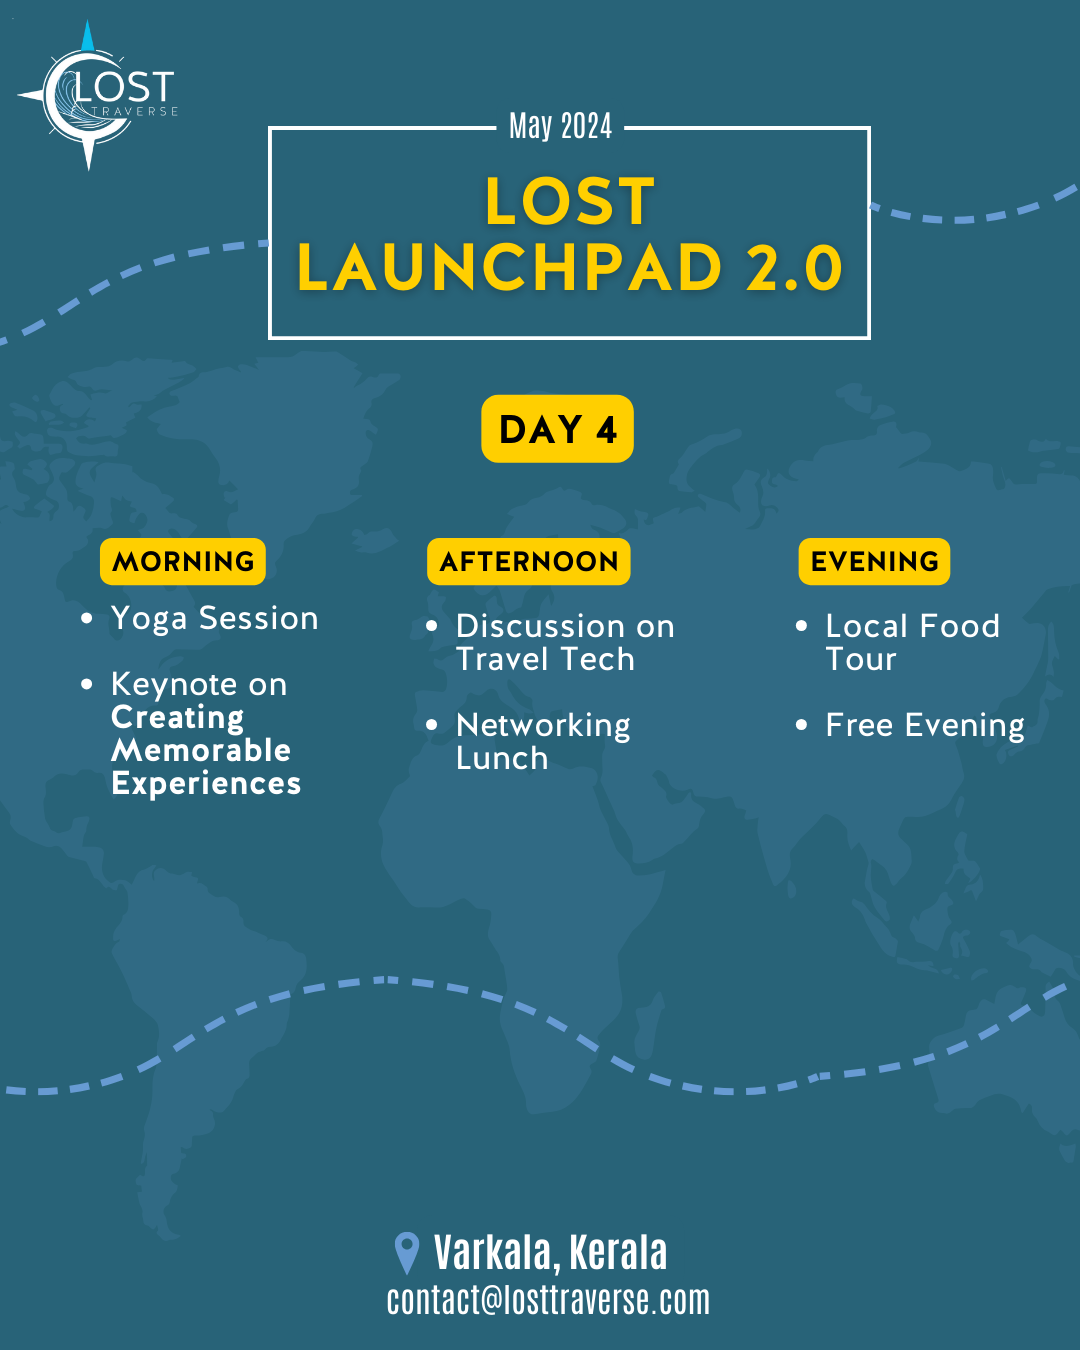 LOST
TRAVERSE
May 2024
LOST
LAUNCHPAD 2.0
DAY 4
MORNING
• Yoga Session
• Keynote on
Creating
Memorable
Experiences
AFTERNOON
• Discussion on
Travel Tech
• Networking
Lunch
EVENING
• Local Food
Tour
• Free Evening
Varkala, Kerala
contact@losttraverse.com